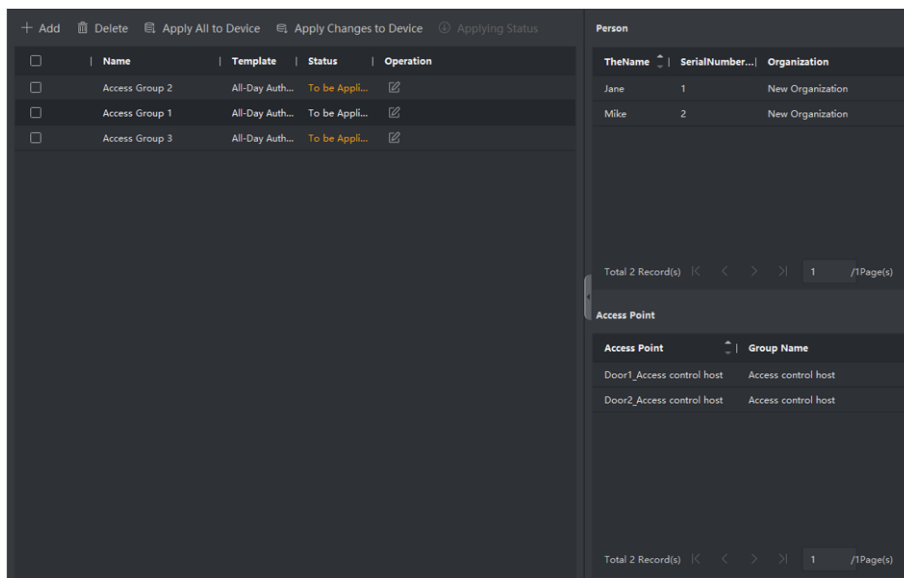 Add Delete Apply All to Device Apply Changes to Device Applying Status
Name Template Status Operation
Access Group 2 All-Day Auth... To be Appli...
Access Group 1 All-Day Auth... To be Appli...
Access Group 3 All-Day Auth... To be Appli...
Person
TheName SerialNumber... Organization
Jane 1 New Organization
Mike 2 New Organization
Total 2 Record(s) 1 /1Page(s)
Access Point
Access Point Group Name
Door1_Access control host Access control host
Door2_Access control host Access control host
Total 2 Record(s) 1 /1Page(s)